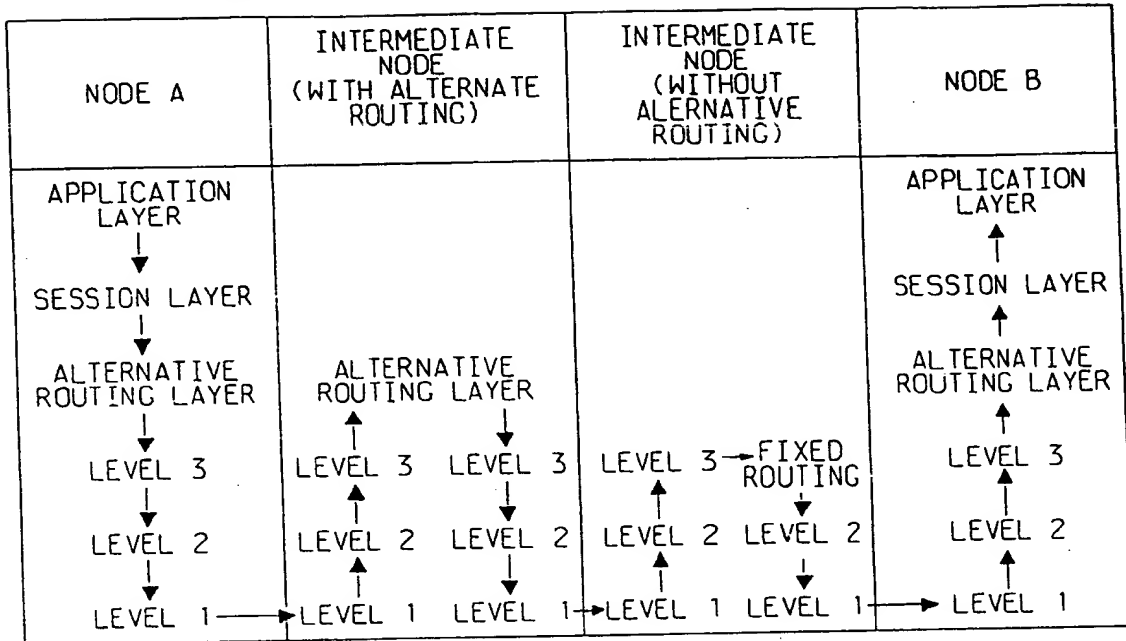 NODE A
INTERMEDIATE
NODE
(WITH ALTERNATE
ROUTING)
INTERMEDIATE
NODE
(WITHOUT
ALERNATIVE
ROUTING)
NODE B
APPLICATION
LAYER
SESSION LAYER
ALTERNATIVE
ROUTING LAYER
LEVEL 3
LEVEL 2
LEVEL 1
ALTERNATIVE
ROUTING LAYER
LEVEL 3 LEVEL 3
LEVEL 2 LEVEL 2
LEVEL 1 LEVEL 1
LEVEL 3 FIXED
ROUTING
LEVEL 2 LEVEL 2
LEVEL 1 LEVEL 1
APPLICATION
LAYER
SESSION LAYER
ALTERNATIVE
ROUTING LAYER
LEVEL 3
LEVEL 2
LEVEL 1